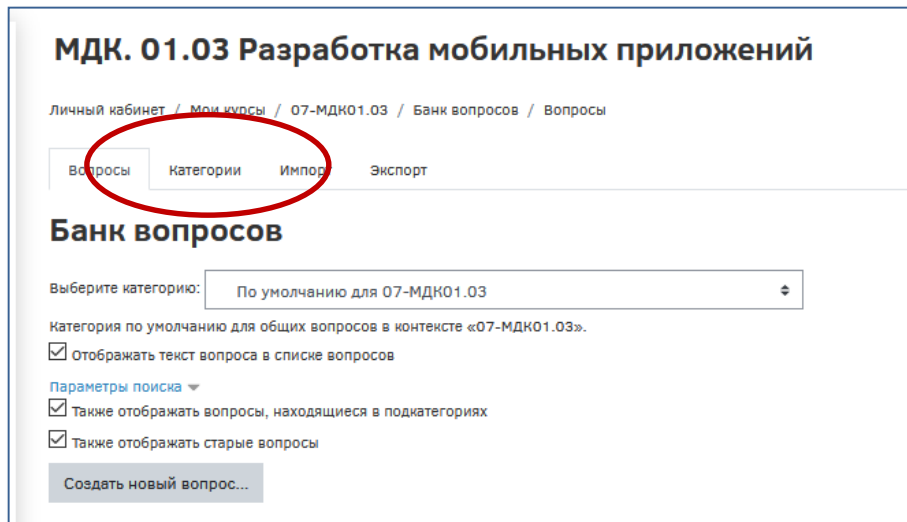 МДК. 01.03 Разработка мобильных приложений
Личный кабинет / Мои курсы / 07-МДК01.03 / Банк вопросов / Вопросы
Вопросы Категории Импорт Экспорт
Банк вопросов
Выберите категорию: По умолчанию для 07-МДК01.03
Категория по умолчанию для общих вопросов в контексте «07-МДК01.03».
Отображать текст вопроса в списке вопросов
Параметры поиска
Также отображать вопросы, находящиеся в подкатегориях
Также отображать старые вопросы
Создать новый вопрос...